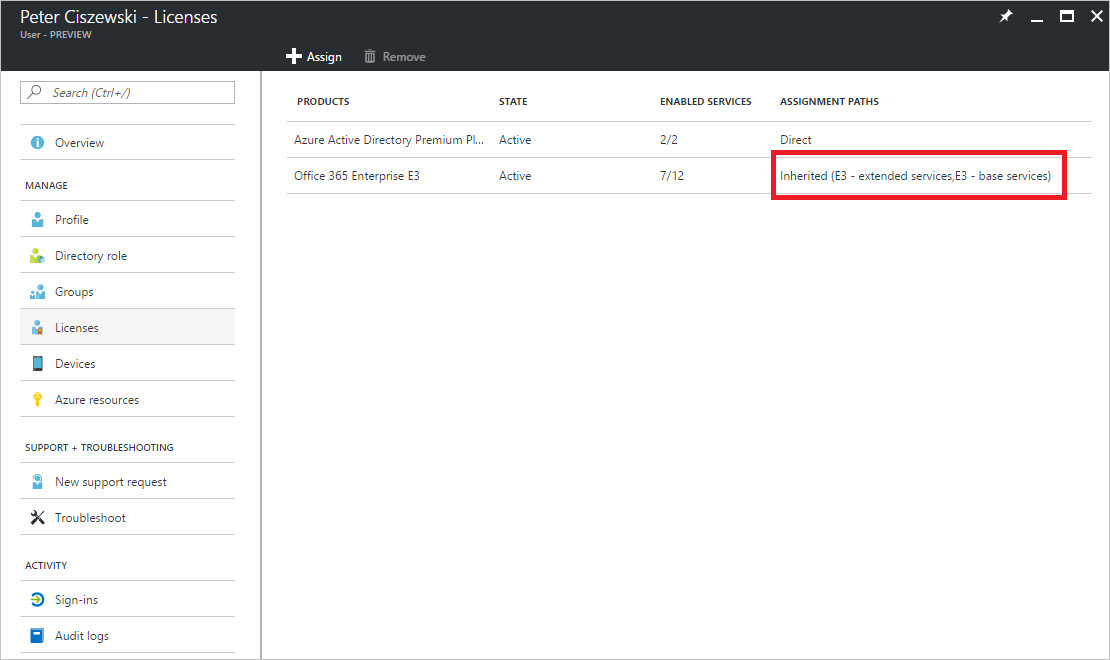 Peter Ciszewski - Licenses
User - PREVIEW
Assign Remove
Search (Ctrl+/)
Overview
MANAGE
Profile
Directory role
Groups
Licenses
Devices
Azure resources
SUPPORT + TROUBLESHOOTING
New support request
Troubleshoot
ACTIVITY
Sign-ins
Audit logs
PRODUCTS STATE ENABLED SERVICES ASSIGNMENT PATHS
Azure Active Directory Premium Pl... Active 2/2 Direct
Office 365 Enterprise E3 Active 7/12 Inherited (E3 - extended services,E3 - base services)